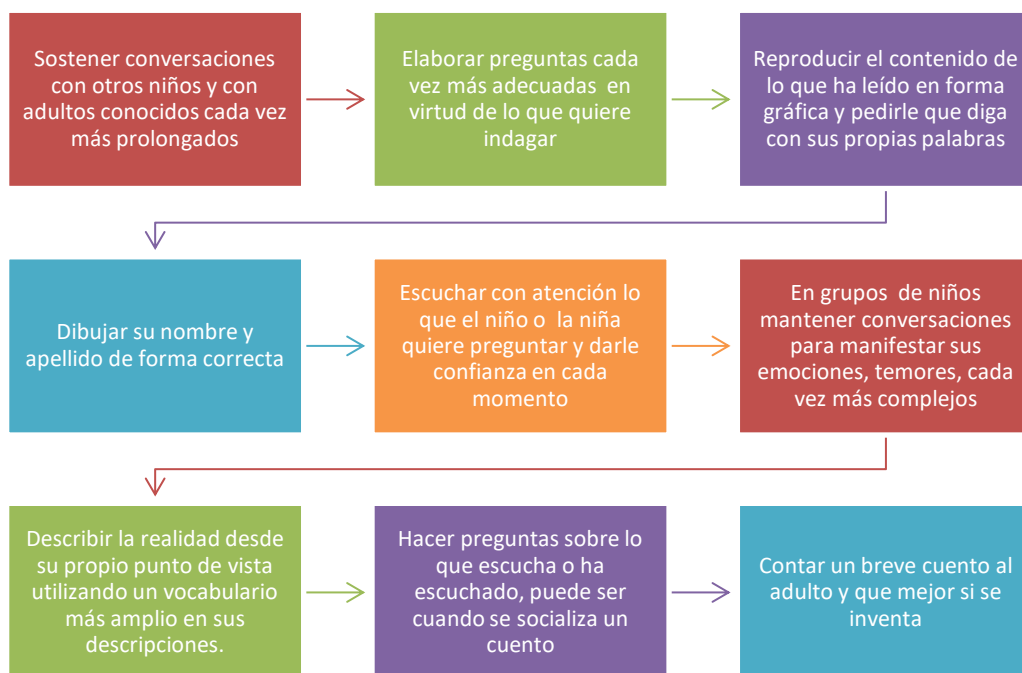 Sostener conversaciones
con otros niños y con
adultos conocidos cada vez
más prolongados
Elaborar preguntas cada
vez más adecuadas en
virtud de lo que quiere
indagar
Reproducir el contenido de
lo que ha leído en forma
gráfica y pedirle que diga
con sus propias palabras
Dibujar su nombre y
apellido de forma correcta
Escuchar con atención lo
que el niño o la niña
quiere preguntar y darle
confianza en cada
momento
En grupos de niños
mantener conversaciones
para manifestar sus
emociones, temores, cada
vez más complejos
Describir la realidad desde
su propio punto de vista
utilizando un vocabulario
más amplio en sus
descripciones.
Hacer preguntas sobre lo
que escucha o ha
escuchado, puede ser
cuando se socializa un
cuento
Contar un breve cuento al
adulto y que mejor si se
inventa